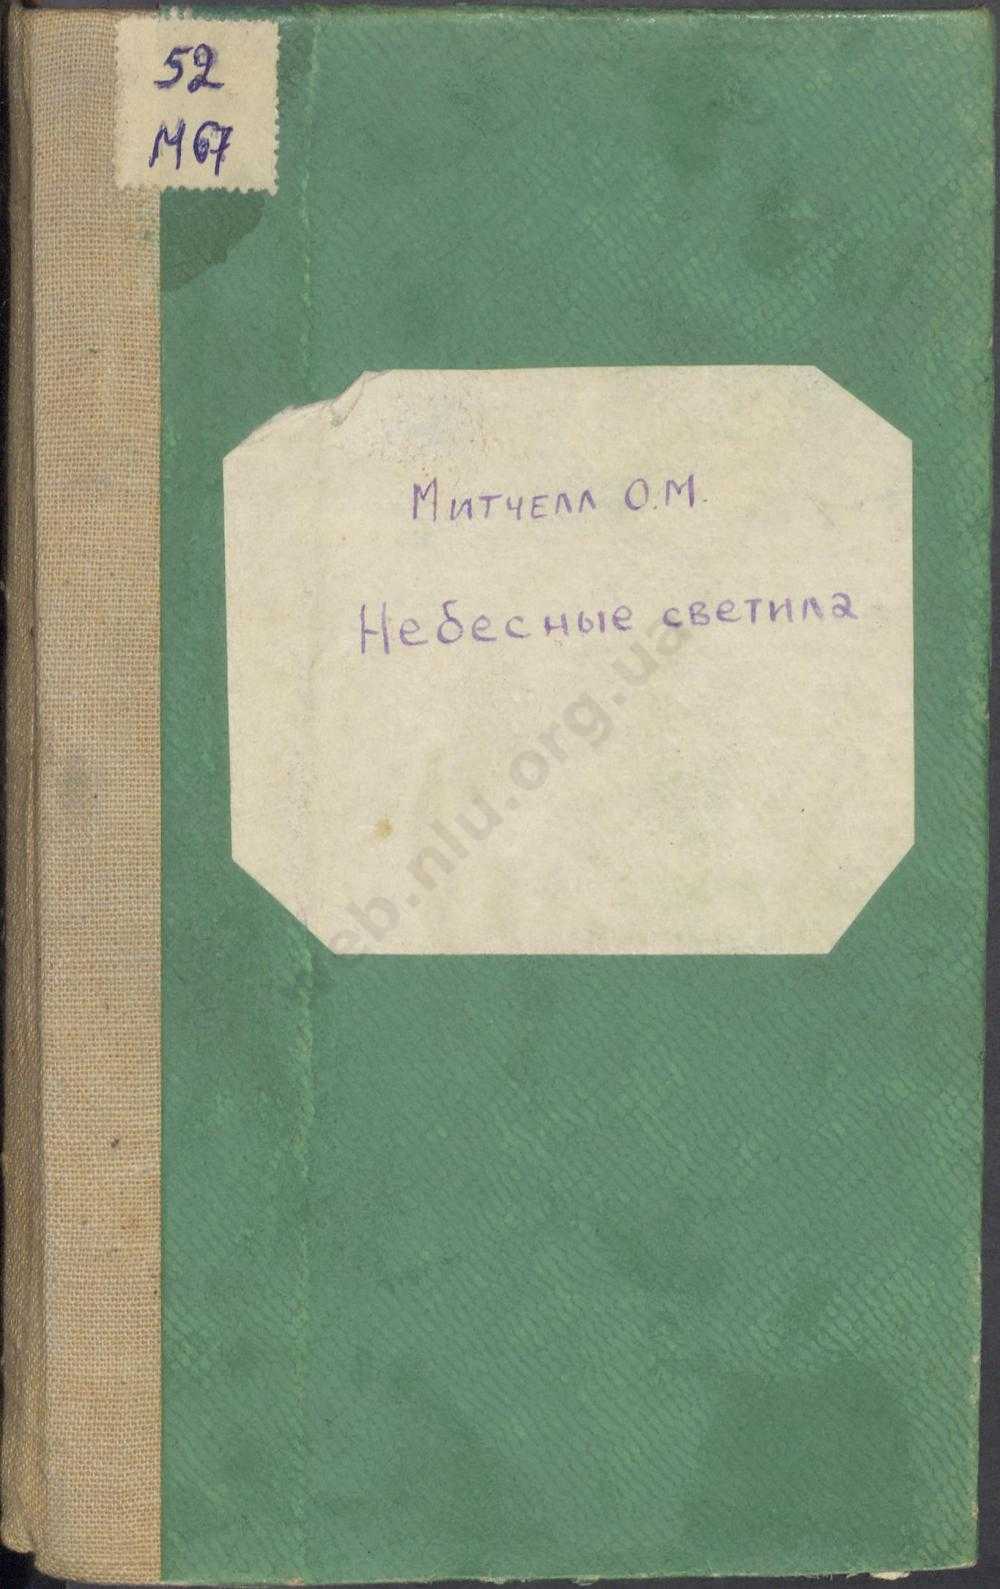 52
М67
Митчелл О.М.
Небесные светила
eb.nlu.org.ua